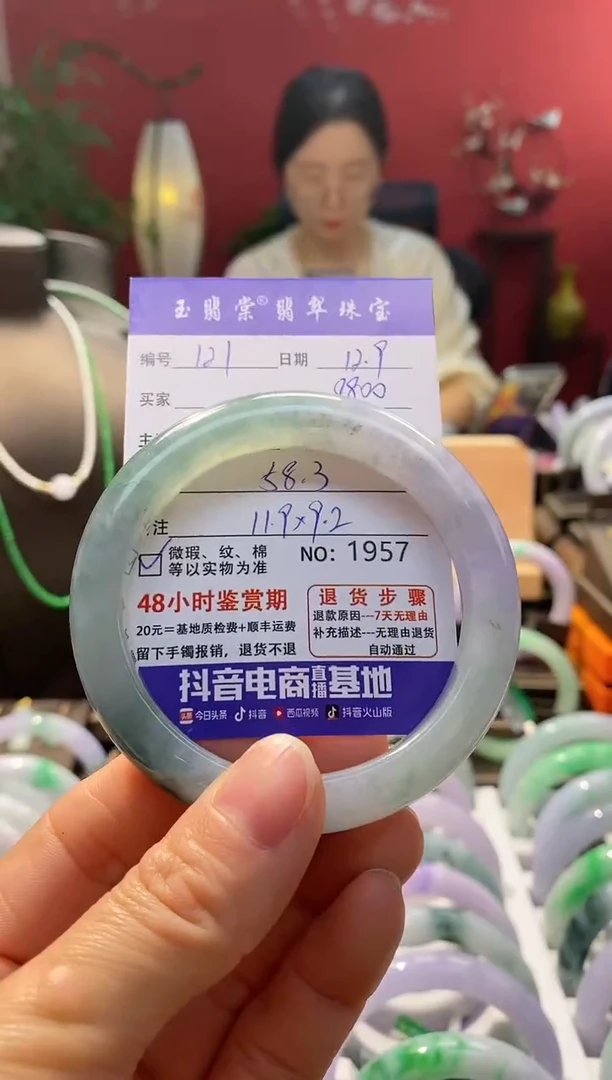 玉翡棠®翡翠珠宝
编号 121 日期 12.9
买家 9800
58.3
注 11.9×9.2
微瑕、纹、棉
等以实物为准
NO: 1957
48小时鉴赏期
20元=基地质检费+顺丰运费
留下手镯报销，退货不退
退货步骤
退款原因---7天无理由
补充描述---无理由退货
自动通过
抖音电商直播基地
头条 今日头条 抖音 西瓜视频 抖音火山版